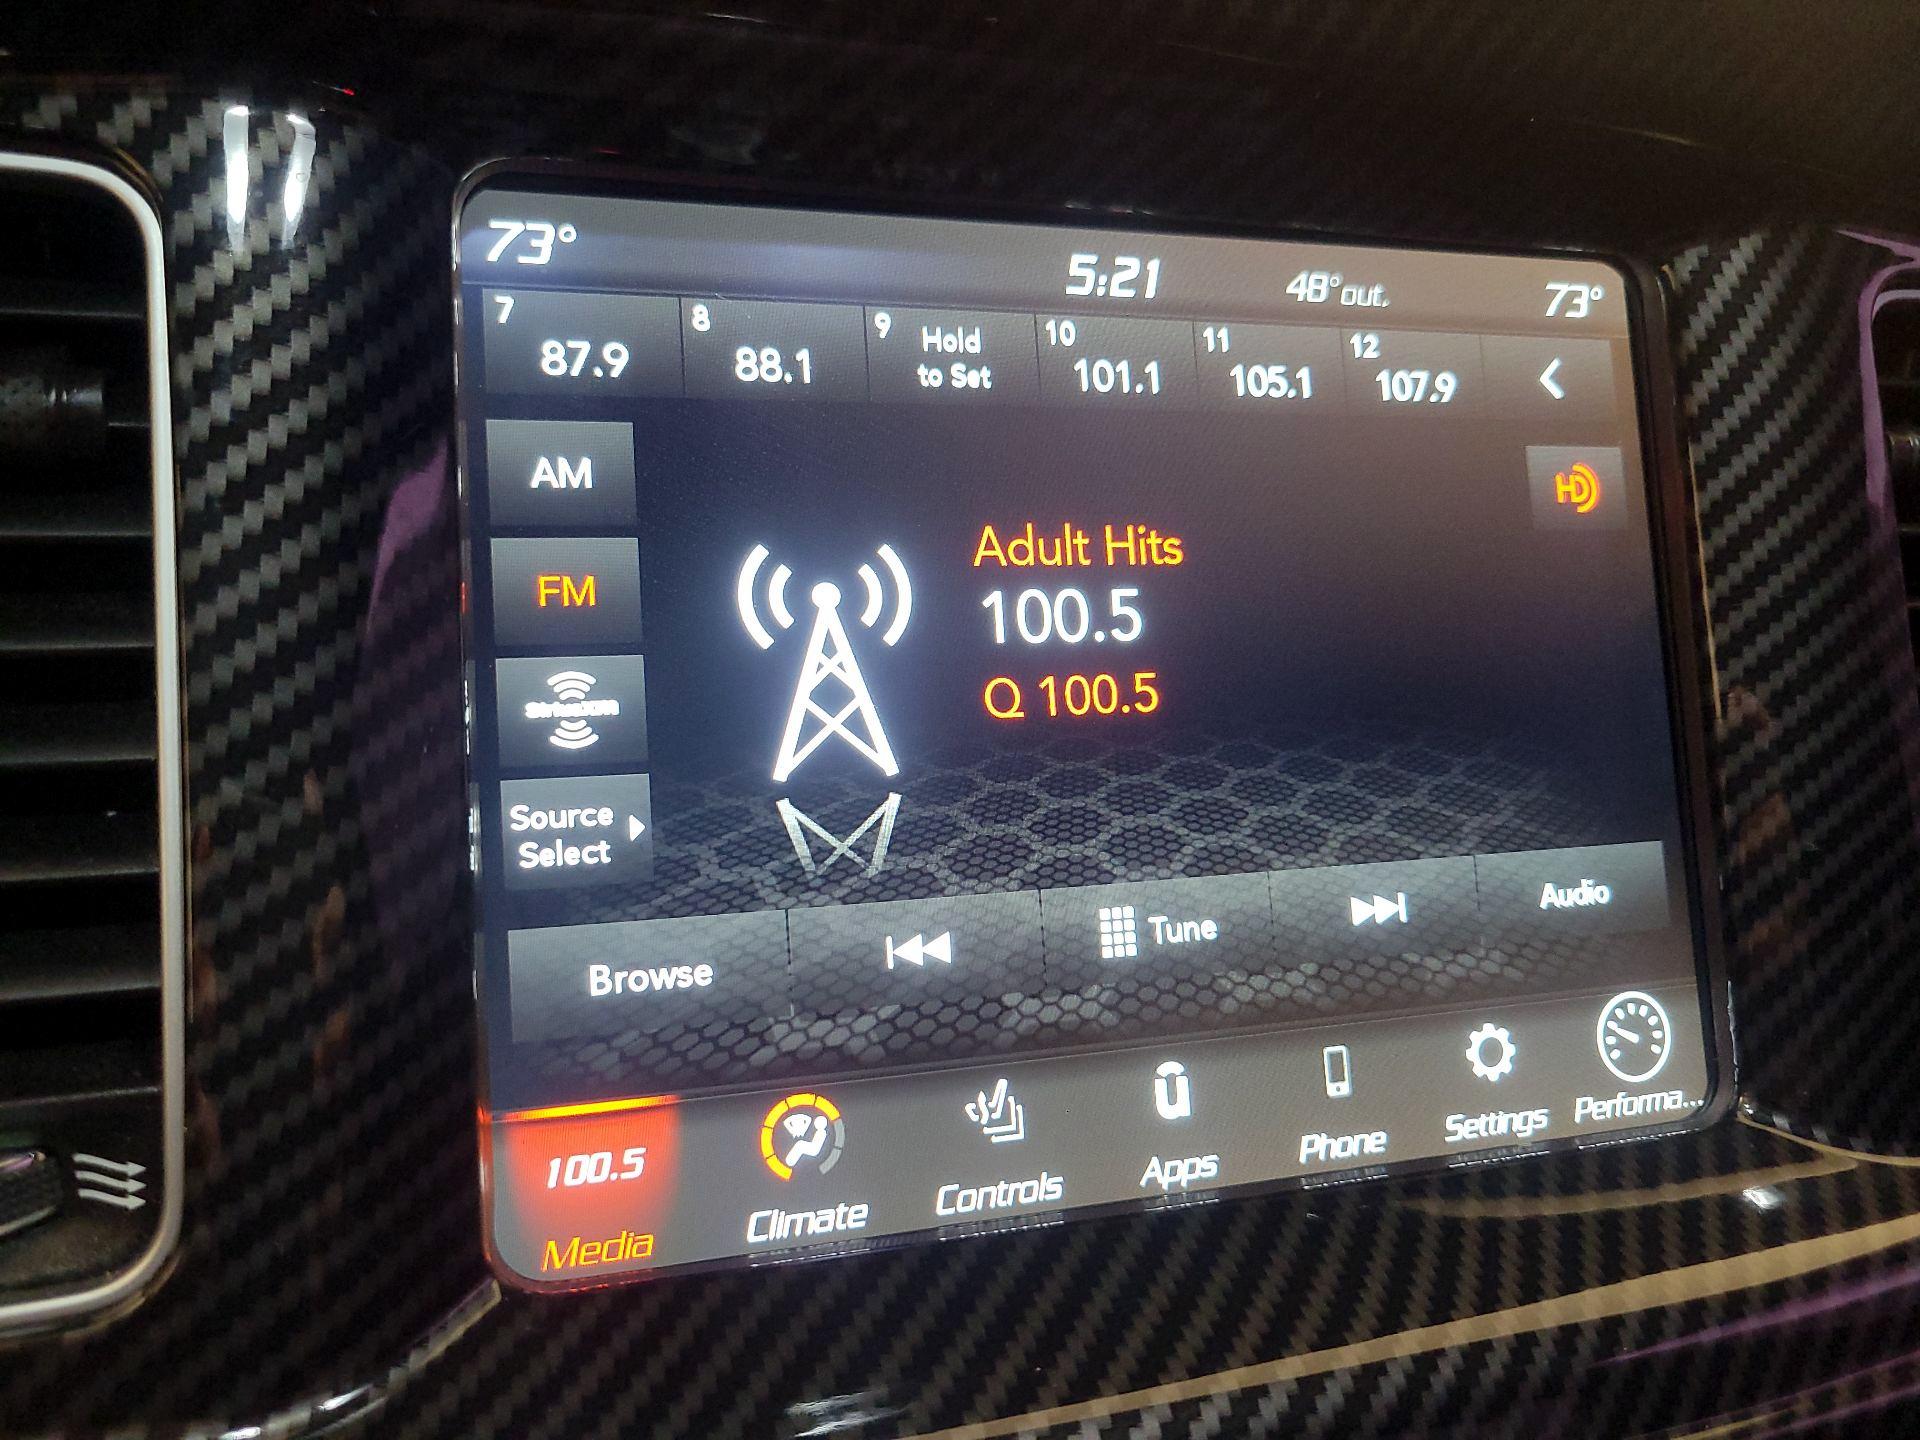 73°
5:21
48° out.
73°
7
87.9
8
88.1
9
Hold
to Set
10
101.1
11
105.1
12
107.9
AM
HD
Adult Hits
FM
100.5
Q 100.5
SiriusXM
Source
Select
Browse
Tune
Audio
100.5
Media
Climate
Controls
Apps
Phone
Settings
Performa...